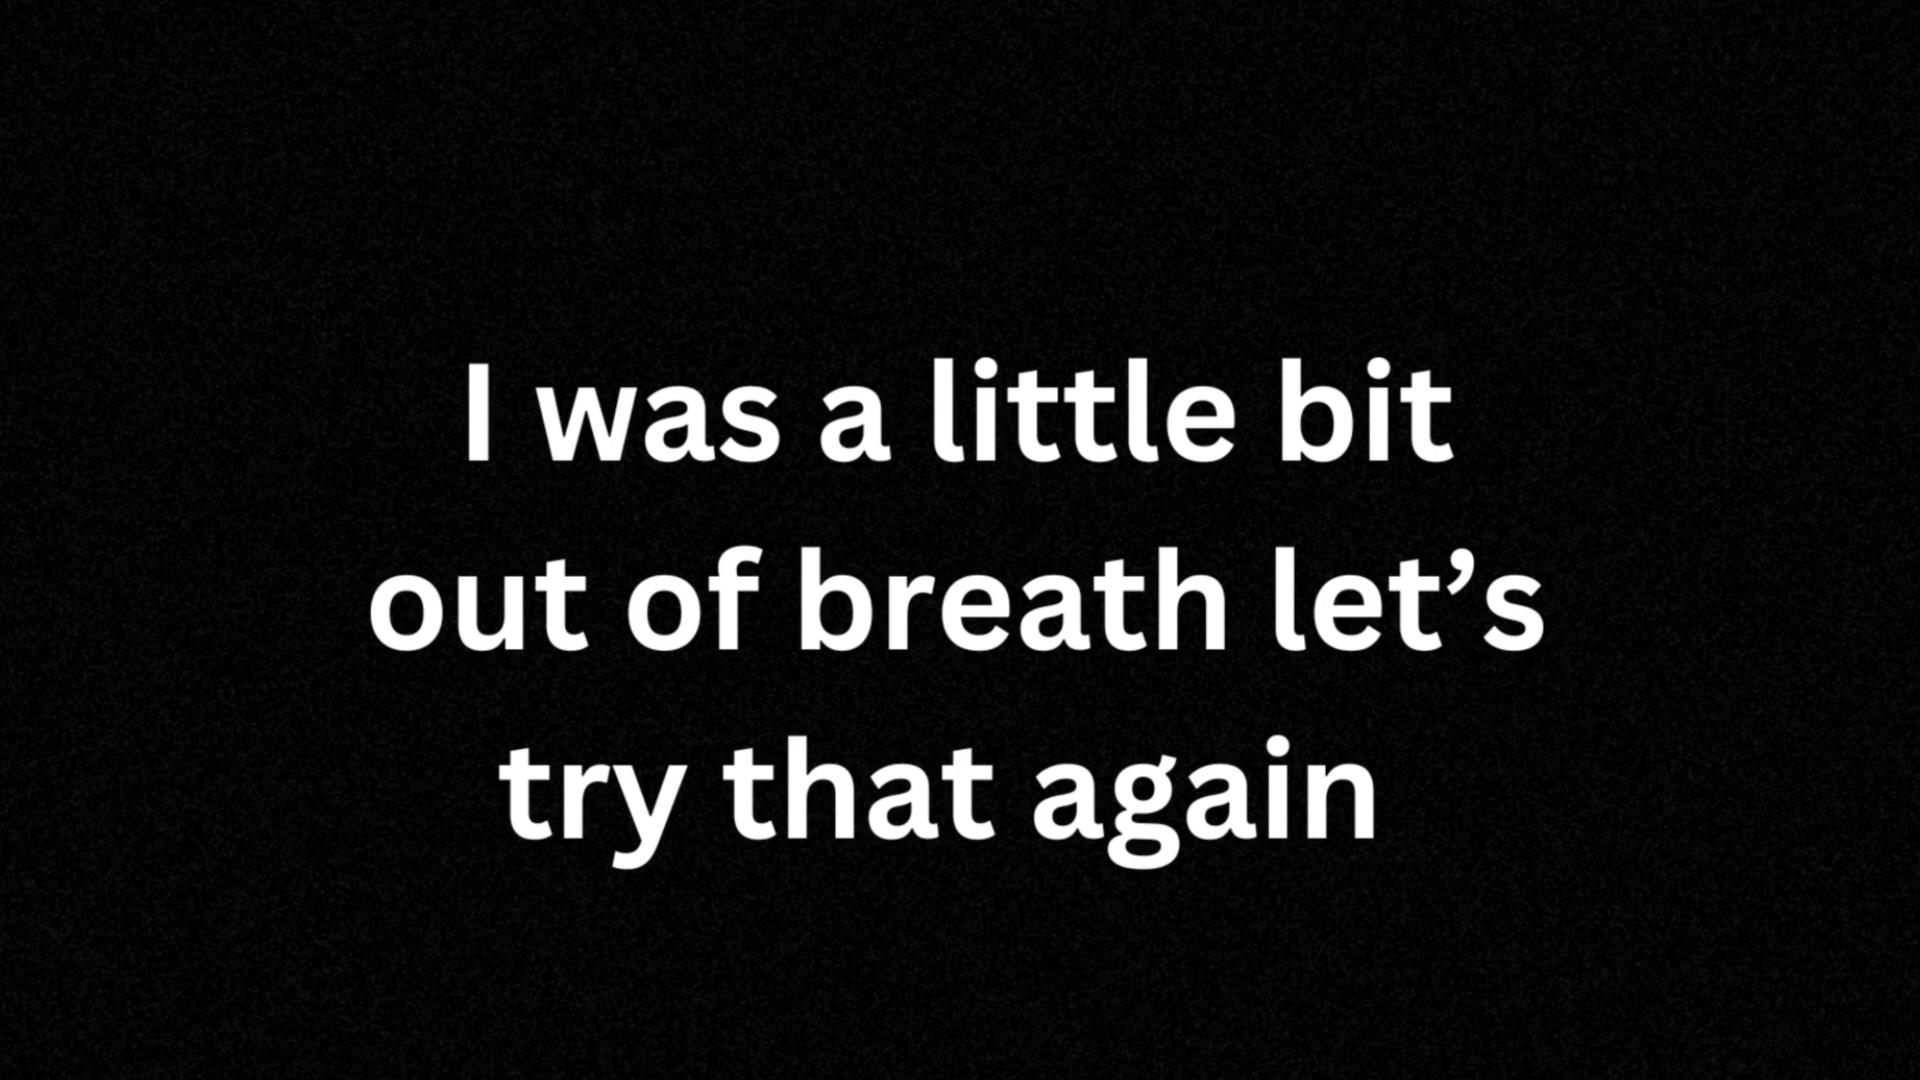 I was a little bit
out of breath let’s
try that again